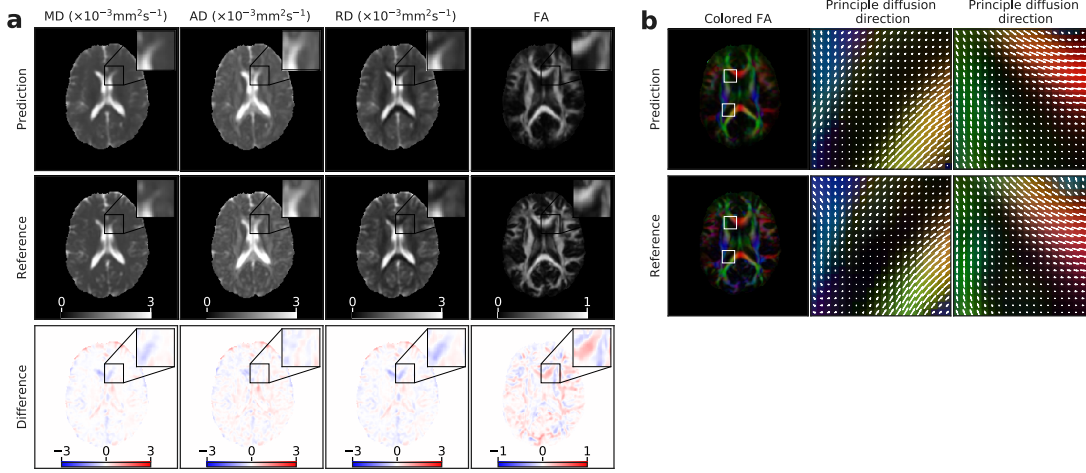 a
MD (×10⁻³mm²s⁻¹)
AD (×10⁻³mm²s⁻¹)
RD (×10⁻³mm²s⁻¹)
FA
Prediction
Reference
0 3
0 3
0 3
0 1
Difference
−3 0 3
−3 0 3
−3 0 3
−1 0 1
b
Colored FA
Principle diffusion
direction
Principle diffusion
direction
Prediction
Reference